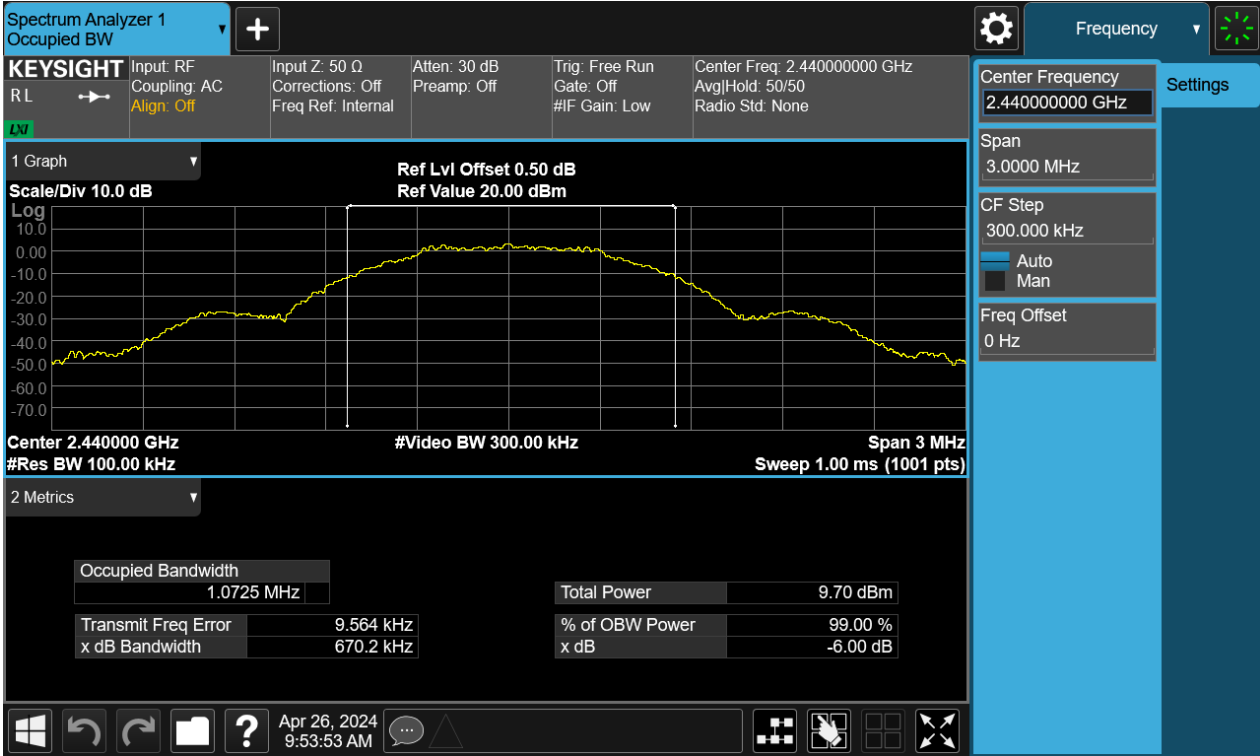 Spectrum Analyzer 1
Occupied BW
Frequency
KEYSIGHT
R L
LXI
Input: RF
Coupling: AC
Align: Off
Input Z: 50 Ω
Corrections: Off
Freq Ref: Internal
Atten: 30 dB
Preamp: Off
Trig: Free Run
Gate: Off
#IF Gain: Low
Center Freq: 2.440000000 GHz
Avg|Hold: 50/50
Radio Std: None
Center Frequency
2.440000000 GHz
Settings
Span
3.0000 MHz
CF Step
300.000 kHz
Auto
Man
Freq Offset
0 Hz
1 Graph
Scale/Div 10.0 dB
Ref Lvl Offset 0.50 dB
Ref Value 20.00 dBm
Log
10.0
0.00
-10.0
-20.0
-30.0
-40.0
-50.0
-60.0
-70.0
Center 2.440000 GHz
#Video BW 300.00 kHz
Span 3 MHz
#Res BW 100.00 kHz
Sweep 1.00 ms (1001 pts)
2 Metrics
Occupied Bandwidth
1.0725 MHz
Total Power 9.70 dBm
Transmit Freq Error 9.564 kHz
% of OBW Power 99.00 %
x dB Bandwidth 670.2 kHz
x dB -6.00 dB
?
Apr 26, 2024
9:53:53 AM